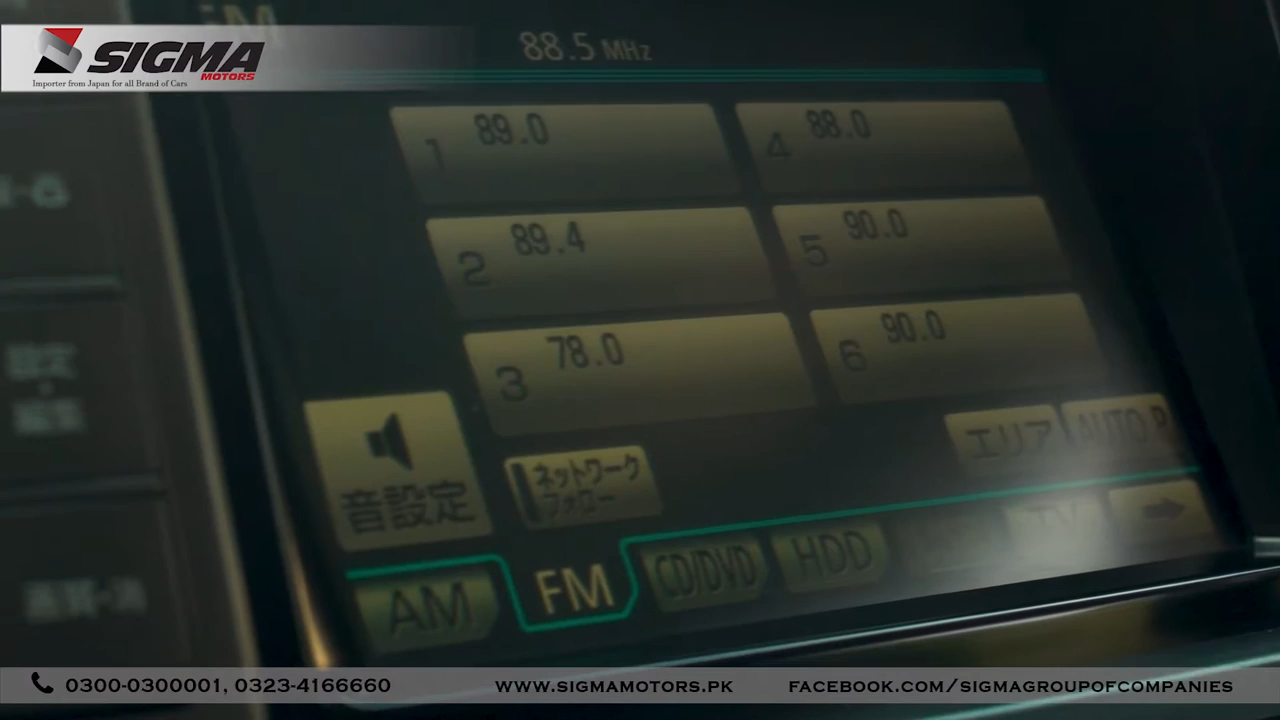 SIGMA
MOTORS
Importer from Japan for all Brand of Cars
88.5 MHz
1 89.0
4 88.0
2 89.4
5 90.0
3 78.0
6 90.0
音設定
ネットワーク
フォロー
エリア
AUTO.P
AM
FM
CD/DVD
HDD
TV
0300-0300001, 0323-4166660
WWW.SIGMAMOTORS.PK
FACEBOOK.COM/SIGMAGROUPOFCOMPANIES